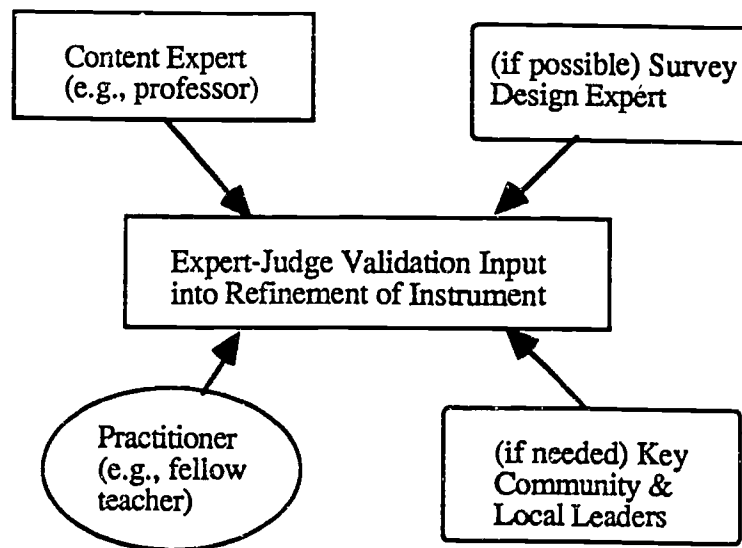 Content Expert
(e.g., professor)
(if possible) Survey
Design Expert
Expert-Judge Validation Input
into Refinement of Instrument
Practitioner
(e.g., fellow
teacher)
(if needed) Key
Community &
Local Leaders